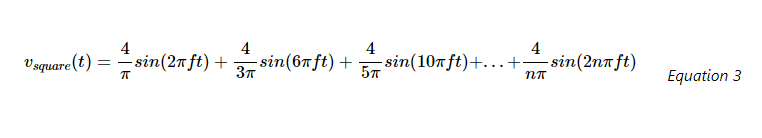 v_square(t) = 4/π sin(2πft) + 4/3π sin(6πft) + 4/5π sin(10πft)+...+ 4/nπ sin(2nπft) Equation 3